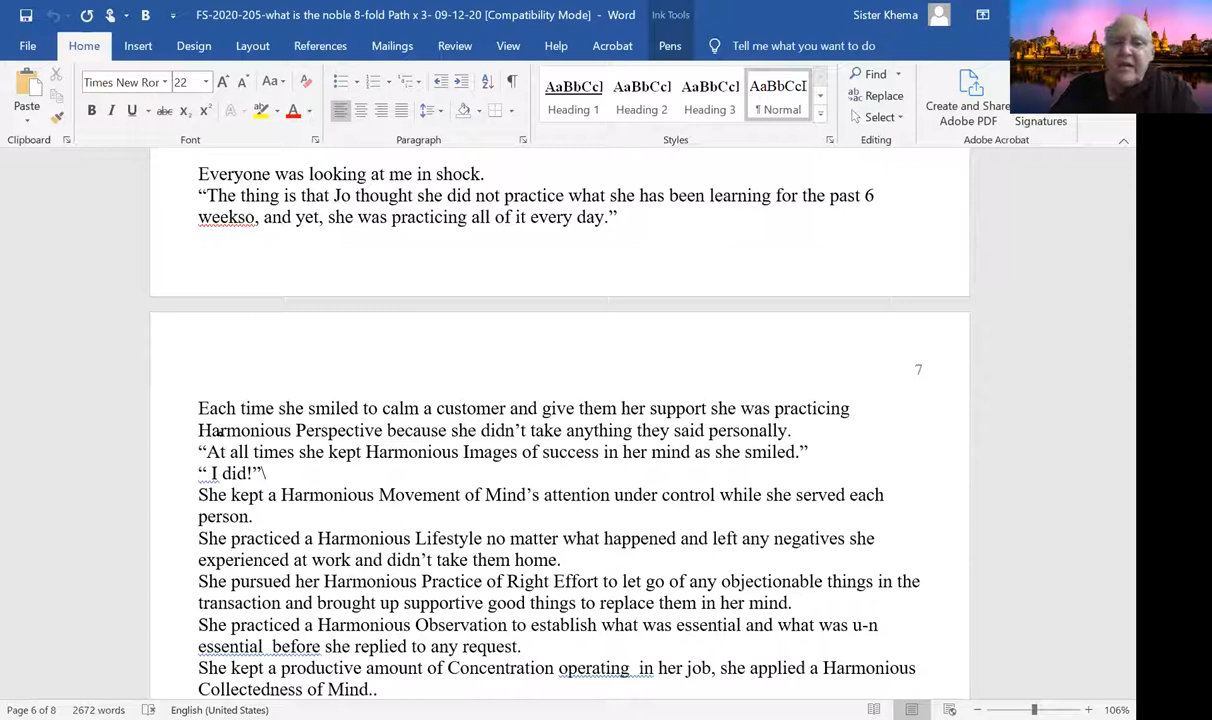 FS-2020-205-what is the noble 8-fold Path x 3- 09-12-20 [Compatibility Mode] - Word
Ink Tools
Sister Khema
File Home Insert Design Layout References Mailings Review View Help Acrobat Pens Tell me what you want to do
Paste
Times New Ror 22
Aa
B I U abc X₂ X² A A
AaBbCcI AaBbCcI AaBbCcI AaBbCcI
Heading 1 Heading 2 Heading 3 ¶ Normal
Find
Replace
Select
Create and Share
Adobe PDF
Signatures
Clipboard Font Paragraph Styles Editing Adobe Acrobat
Everyone was looking at me in shock.
“The thing is that Jo thought she did not practice what she has been learning for the past 6
weekso, and yet, she was practicing all of it every day.”
7
Each time she smiled to calm a customer and give them her support she was practicing
Harmonious Perspective because she didn’t take anything they said personally.
“At all times she kept Harmonious Images of success in her mind as she smiled.”
“ I did!”\
She kept a Harmonious Movement of Mind’s attention under control while she served each
person.
She practiced a Harmonious Lifestyle no matter what happened and left any negatives she
experienced at work and didn’t take them home.
She pursued her Harmonious Practice of Right Effort to let go of any objectionable things in the
transaction and brought up supportive good things to replace them in her mind.
She practiced a Harmonious Observation to establish what was essential and what was u-n
essential  before she replied to any request.
She kept a productive amount of Concentration operating  in her job, she applied a Harmonious
Collectedness of Mind..
Page 6 of 8 2672 words English (United States) 106%